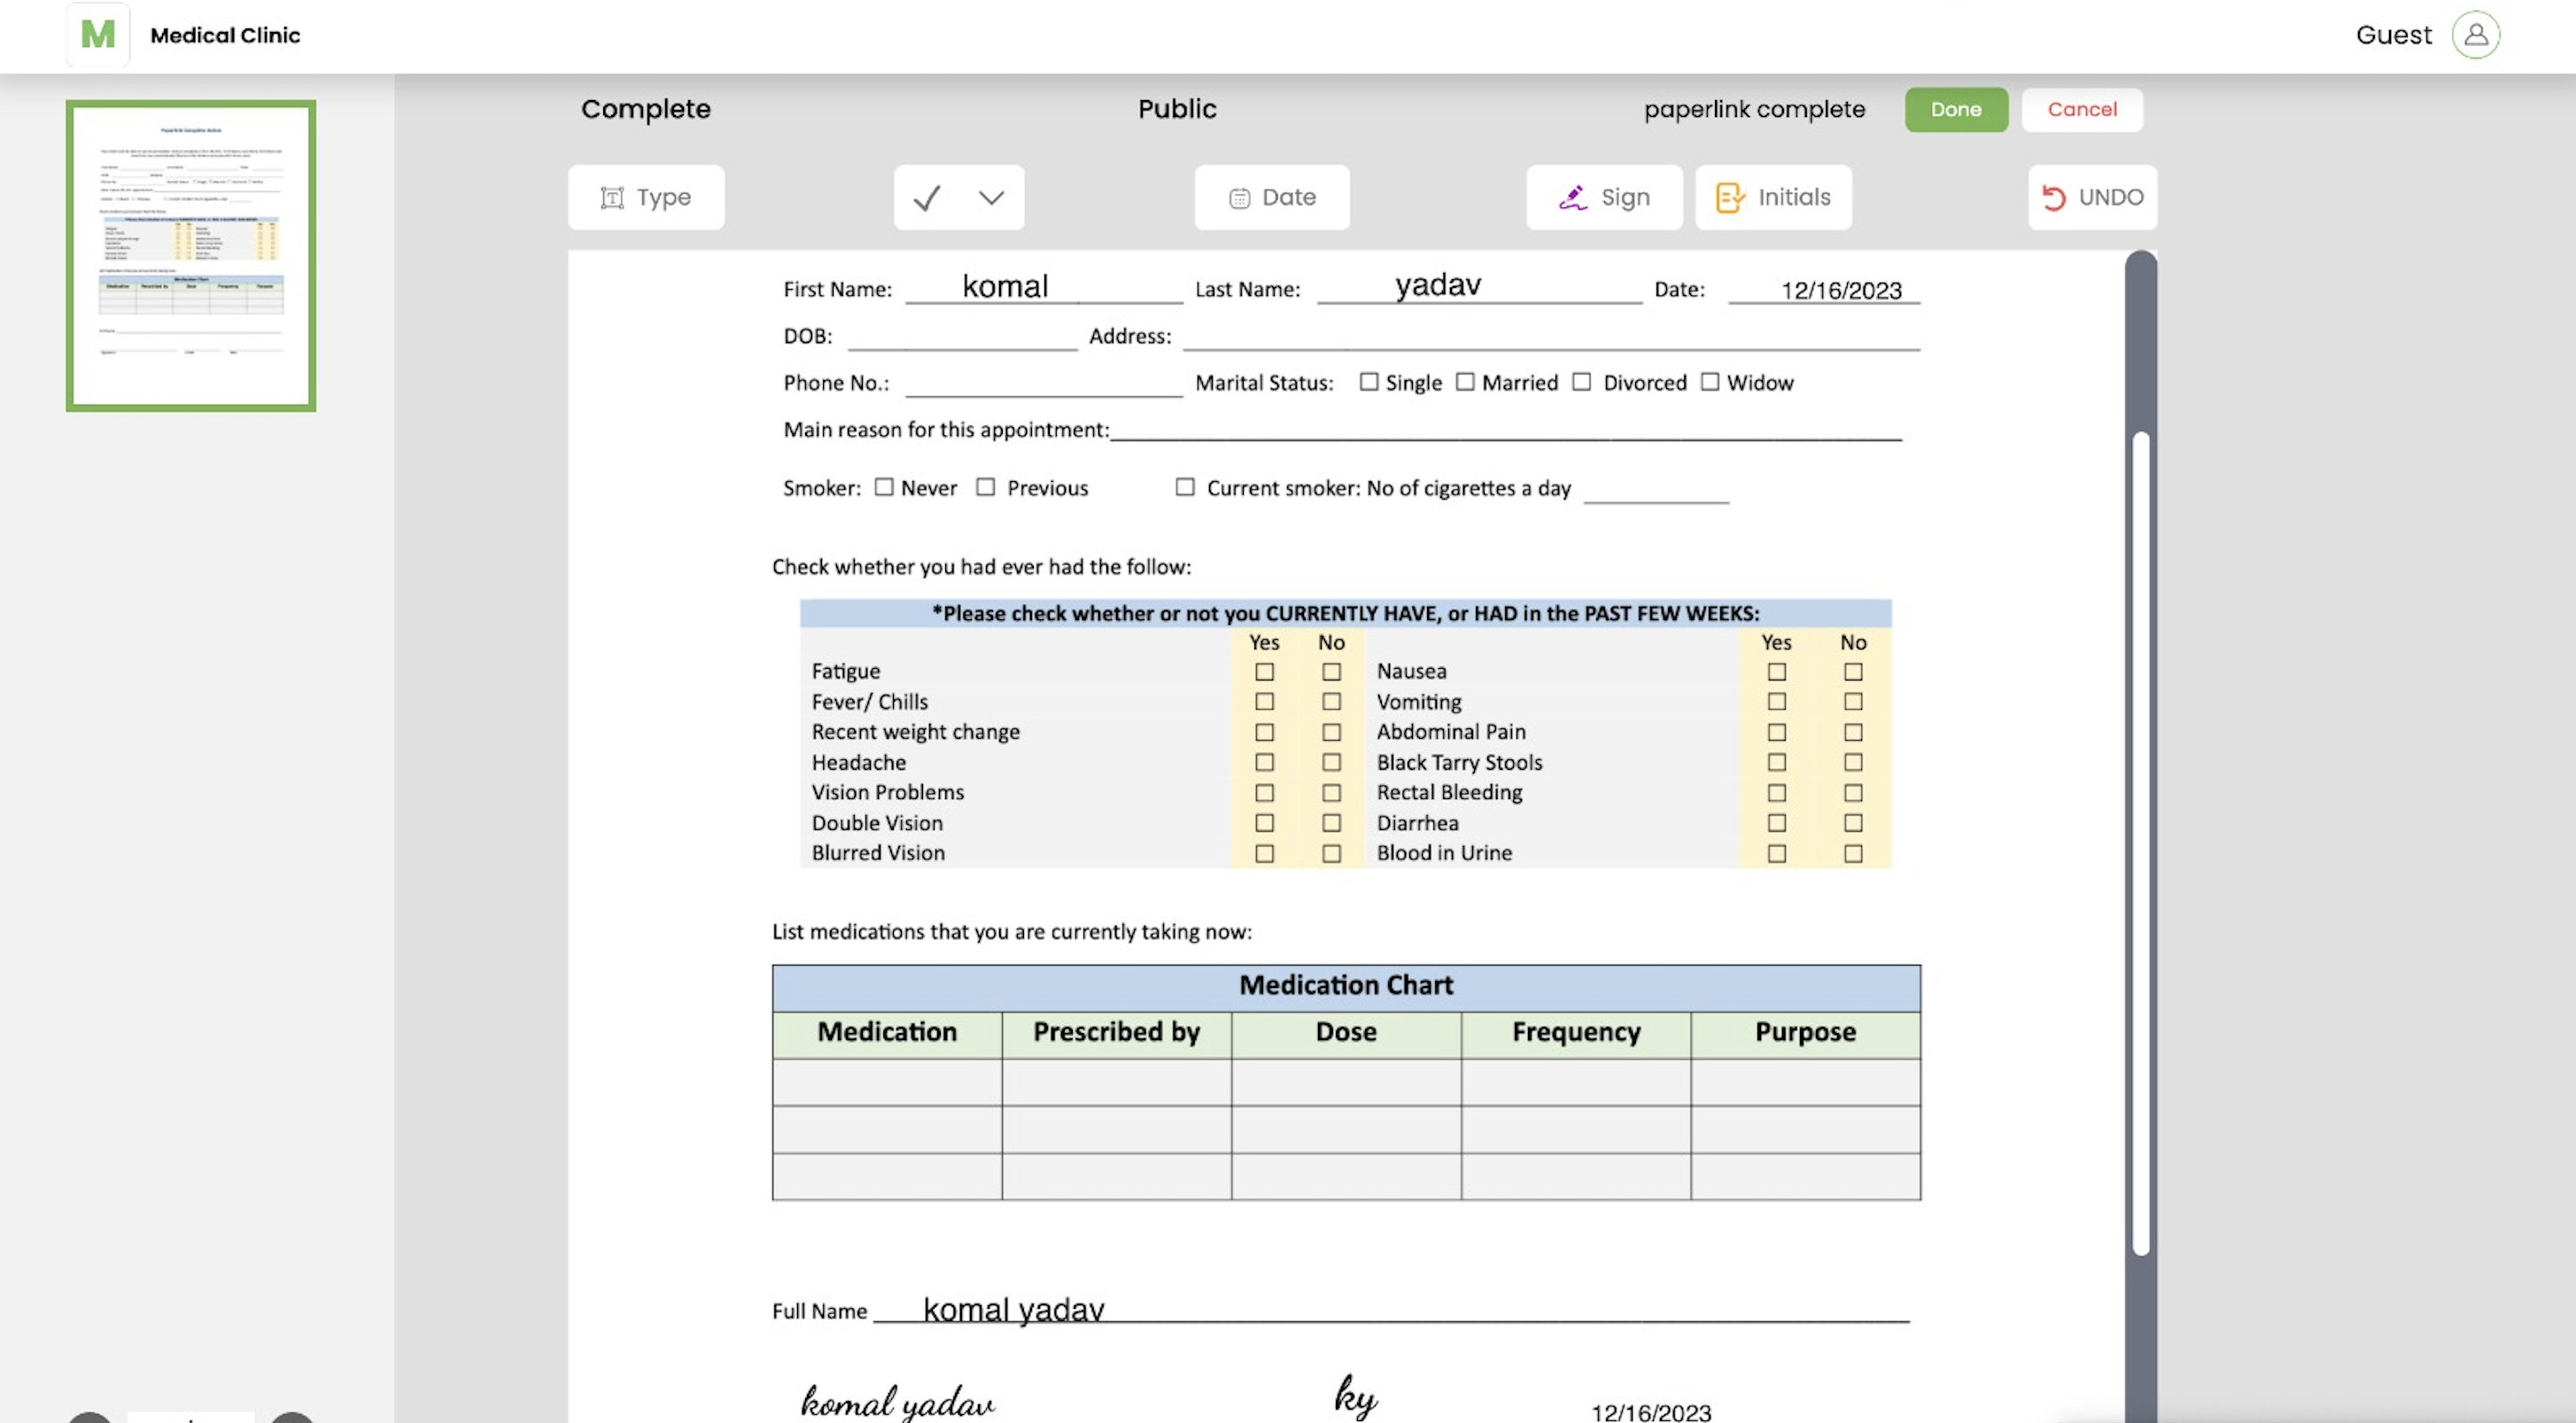 M Medical Clinic Guest
Complete Public paperlink complete Done Cancel
Type Date Sign Initials UNDO
First Name: komal Last Name: yadav Date: 12/16/2023
DOB: Address:
Phone No.: Marital Status: Single Married Divorced Widow
Main reason for this appointment:
Smoker: Never Previous Current smoker: No of cigarettes a day
Check whether you had ever had the follow:
*Please check whether or not you CURRENTLY HAVE, or HAD in the PAST FEW WEEKS:
Yes No Yes No
Fatigue Nausea
Fever/ Chills Vomiting
Recent weight change Abdominal Pain
Headache Black Tarry Stools
Vision Problems Rectal Bleeding
Double Vision Diarrhea
Blurred Vision Blood in Urine
List medications that you are currently taking now:
Medication Chart
Medication Prescribed by Dose Frequency Purpose
Full Name komal yadav
komal yadav ky 12/16/2023